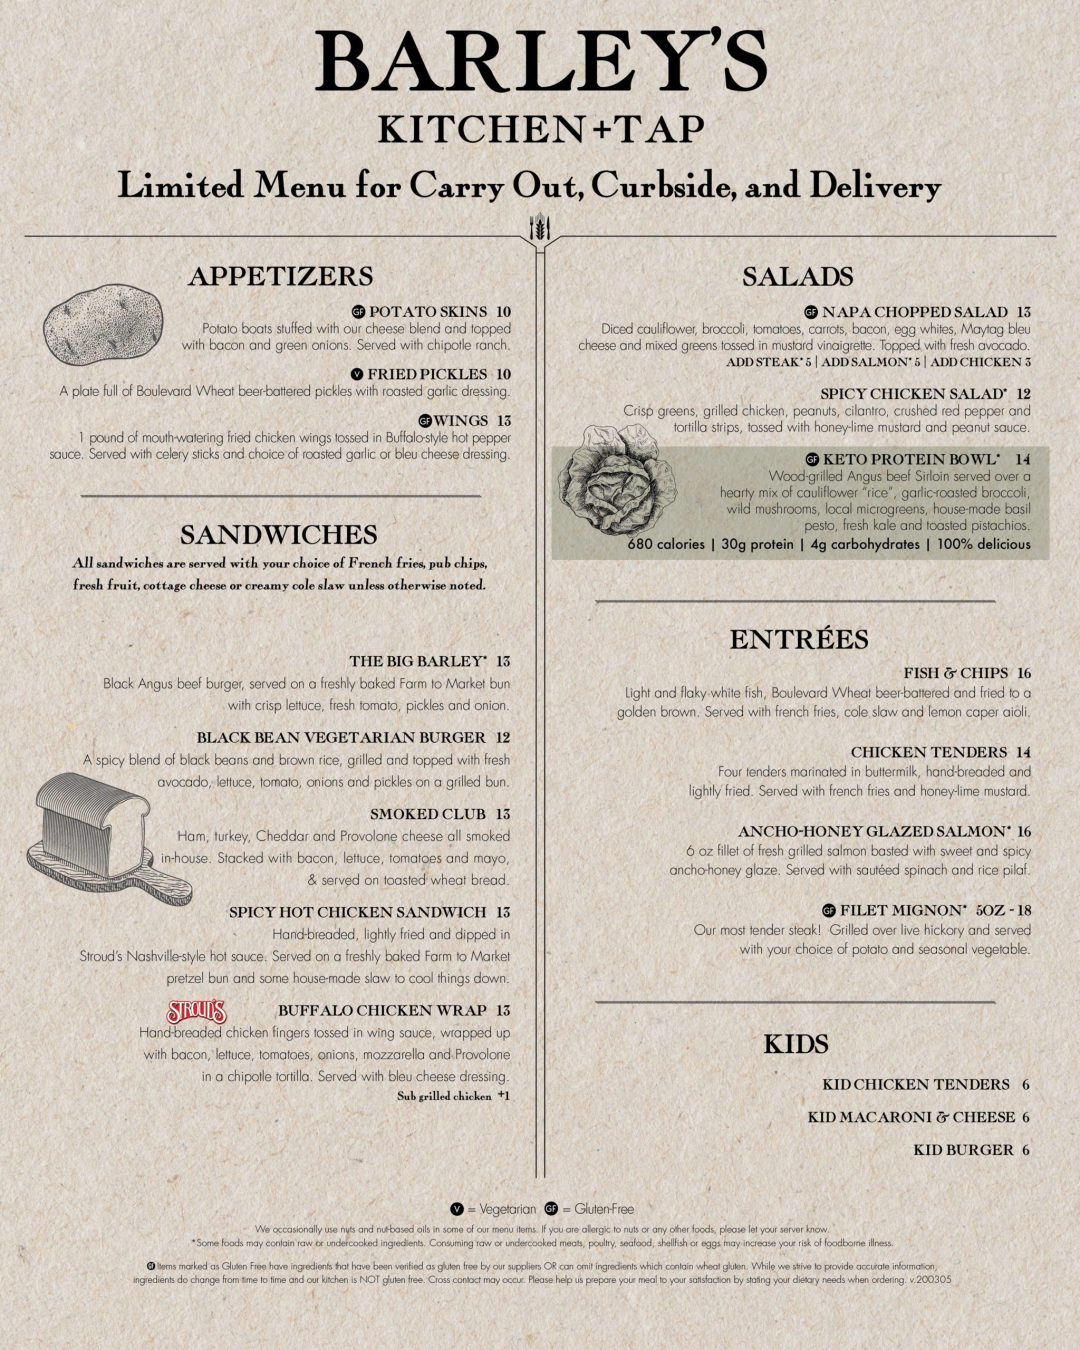 BARLEY'S
KITCHEN+TAP
Limited Menu for Carry Out, Curbside, and Delivery
APPETIZERS
GF POTATO SKINS 10
Potato boats stuffed with our cheese blend and topped
with bacon and green onions. Served with chipotle ranch.
V FRIED PICKLES 10
A plate full of Boulevard Wheat beer-battered pickles with roasted garlic dressing.
GF WINGS 13
1 pound of mouth-watering fried chicken wings tossed in Buffalo-style hot pepper
sauce. Served with celery sticks and choice of roasted garlic or bleu cheese dressing.
SANDWICHES
All sandwiches are served with your choice of French fries, pub chips,
fresh fruit, cottage cheese or creamy cole slaw unless otherwise noted.
THE BIG BARLEY* 13
Black Angus beef burger, served on a freshly baked Farm to Market bun
with crisp lettuce, fresh tomato, pickles and onion.
BLACK BEAN VEGETARIAN BURGER 12
A spicy blend of black beans and brown rice, grilled and topped with fresh
avocado, lettuce, tomato, onions and pickles on a grilled bun.
SMOKED CLUB 13
Ham, turkey, Cheddar and Provolone cheese all smoked
in-house. Stacked with bacon, lettuce, tomatoes and mayo,
& served on toasted wheat bread.
SPICY HOT CHICKEN SANDWICH 13
Hand-breaded, lightly fried and dipped in
Stroud's Nashville-style hot sauce. Served on a freshly baked Farm to Market
pretzel bun and some house-made slaw to cool things down.
STROUD'S
BUFFALO CHICKEN WRAP 13
Hand-breaded chicken fingers tossed in wing sauce, wrapped up
with bacon, lettuce, tomatoes, onions, mozzarella and Provolone
in a chipotle tortilla. Served with bleu cheese dressing.
Sub grilled chicken +1
SALADS
GF NAPA CHOPPED SALAD 13
Diced cauliflower, broccoli, tomatoes, carrots, bacon, egg whites, Maytag bleu
cheese and mixed greens tossed in mustard vinaigrette. Topped with fresh avocado.
ADD STEAK* 5 | ADD SALMON* 5 | ADD CHICKEN 3
SPICY CHICKEN SALAD* 12
Crisp greens, grilled chicken, peanuts, cilantro, crushed red pepper and
tortilla strips, tossed with honey-lime mustard and peanut sauce.
GF KETO PROTEIN BOWL* 14
Wood-grilled Angus beef Sirloin served over a
hearty mix of cauliflower "rice", garlic-roasted broccoli,
wild mushrooms, local microgreens, house-made basil
pesto, fresh kale and toasted pistachios.
680 calories | 30g protein | 4g carbohydrates | 100% delicious
ENTRÉES
FISH & CHIPS 16
Light and flaky white fish, Boulevard Wheat beer-battered and fried to a
golden brown. Served with french fries, cole slaw and lemon caper aioli.
CHICKEN TENDERS 14
Four tenders marinated in buttermilk, hand-breaded and
lightly fried. Served with french fries and honey-lime mustard.
ANCHO-HONEY GLAZED SALMON* 16
6 oz fillet of fresh grilled salmon basted with sweet and spicy
ancho-honey glaze. Served with sautéed spinach and rice pilaf.
GF FILET MIGNON* 5OZ - 18
Our most tender steak! Grilled over live hickory and served
with your choice of potato and seasonal vegetable.
KIDS
KID CHICKEN TENDERS 6
KID MACARONI & CHEESE 6
KID BURGER 6
V = Vegetarian GF = Gluten-Free
We occasionally use nuts and nut-based oils in some of our menu items. If you are allergic to nuts or any other foods, please let your server know.
*Some foods may contain raw or undercooked ingredients. Consuming raw or undercooked meats, poultry, seafood, shellfish or eggs may increase your risk of foodborne illness.
GF Items marked as Gluten Free have ingredients that have been verified as gluten free by our suppliers OR can omit ingredients which contain wheat gluten. While we strive to provide accurate information,
ingredients do change from time to time and our kitchen is NOT gluten free. Cross contact may occur. Please help us prepare your meal to your satisfaction by stating your dietary needs when ordering. v.200305